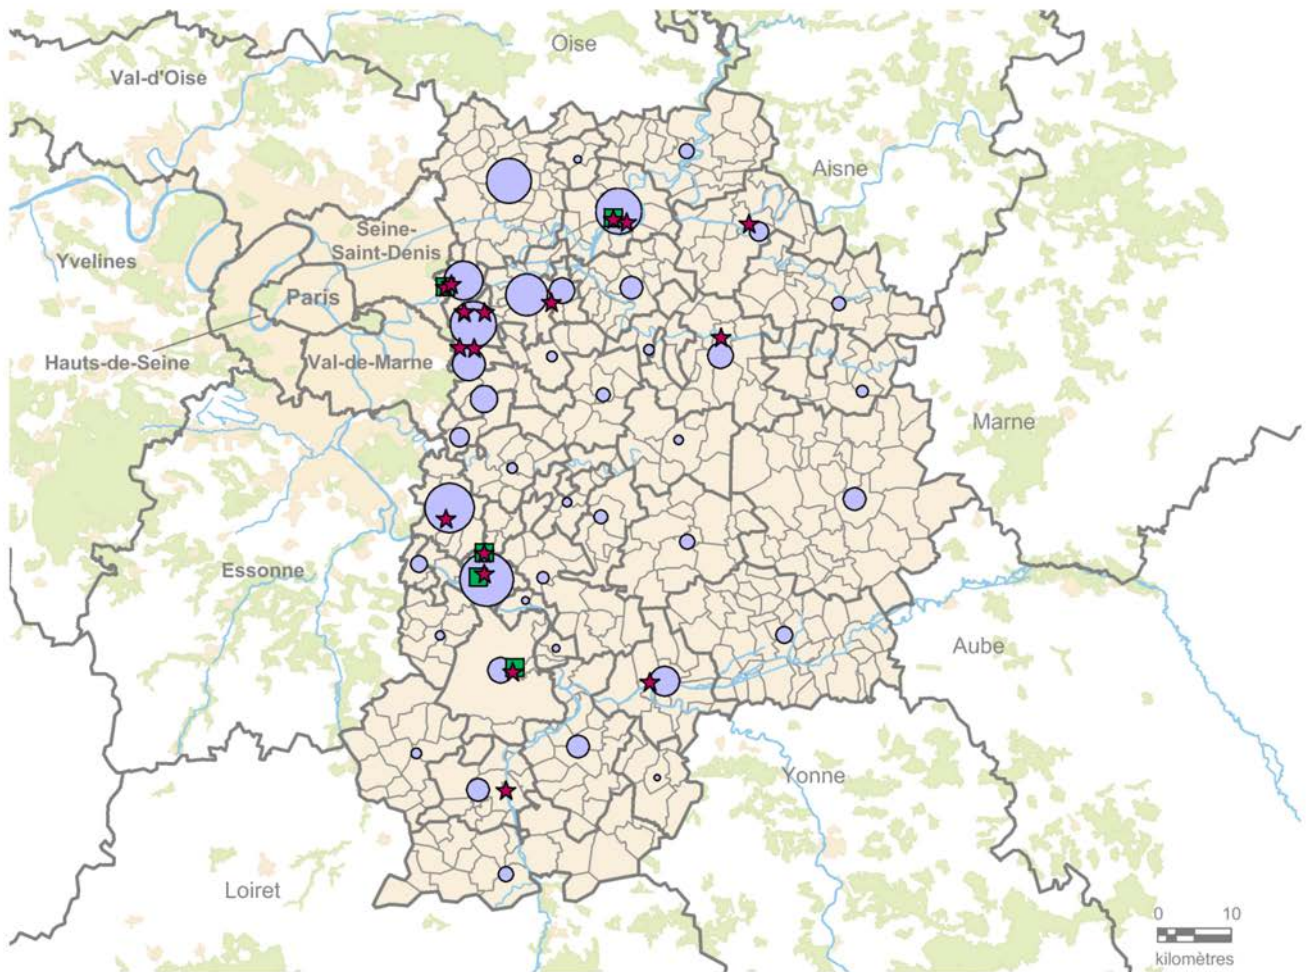 Oise
Val-d'Oise
Aisne
Seine-
Saint-Denis
Yvelines
Paris
Hauts-de-Seine
Val-de-Marne
Marne
Essonne
Aube
Yonne
Loiret
0 10
kilomètres